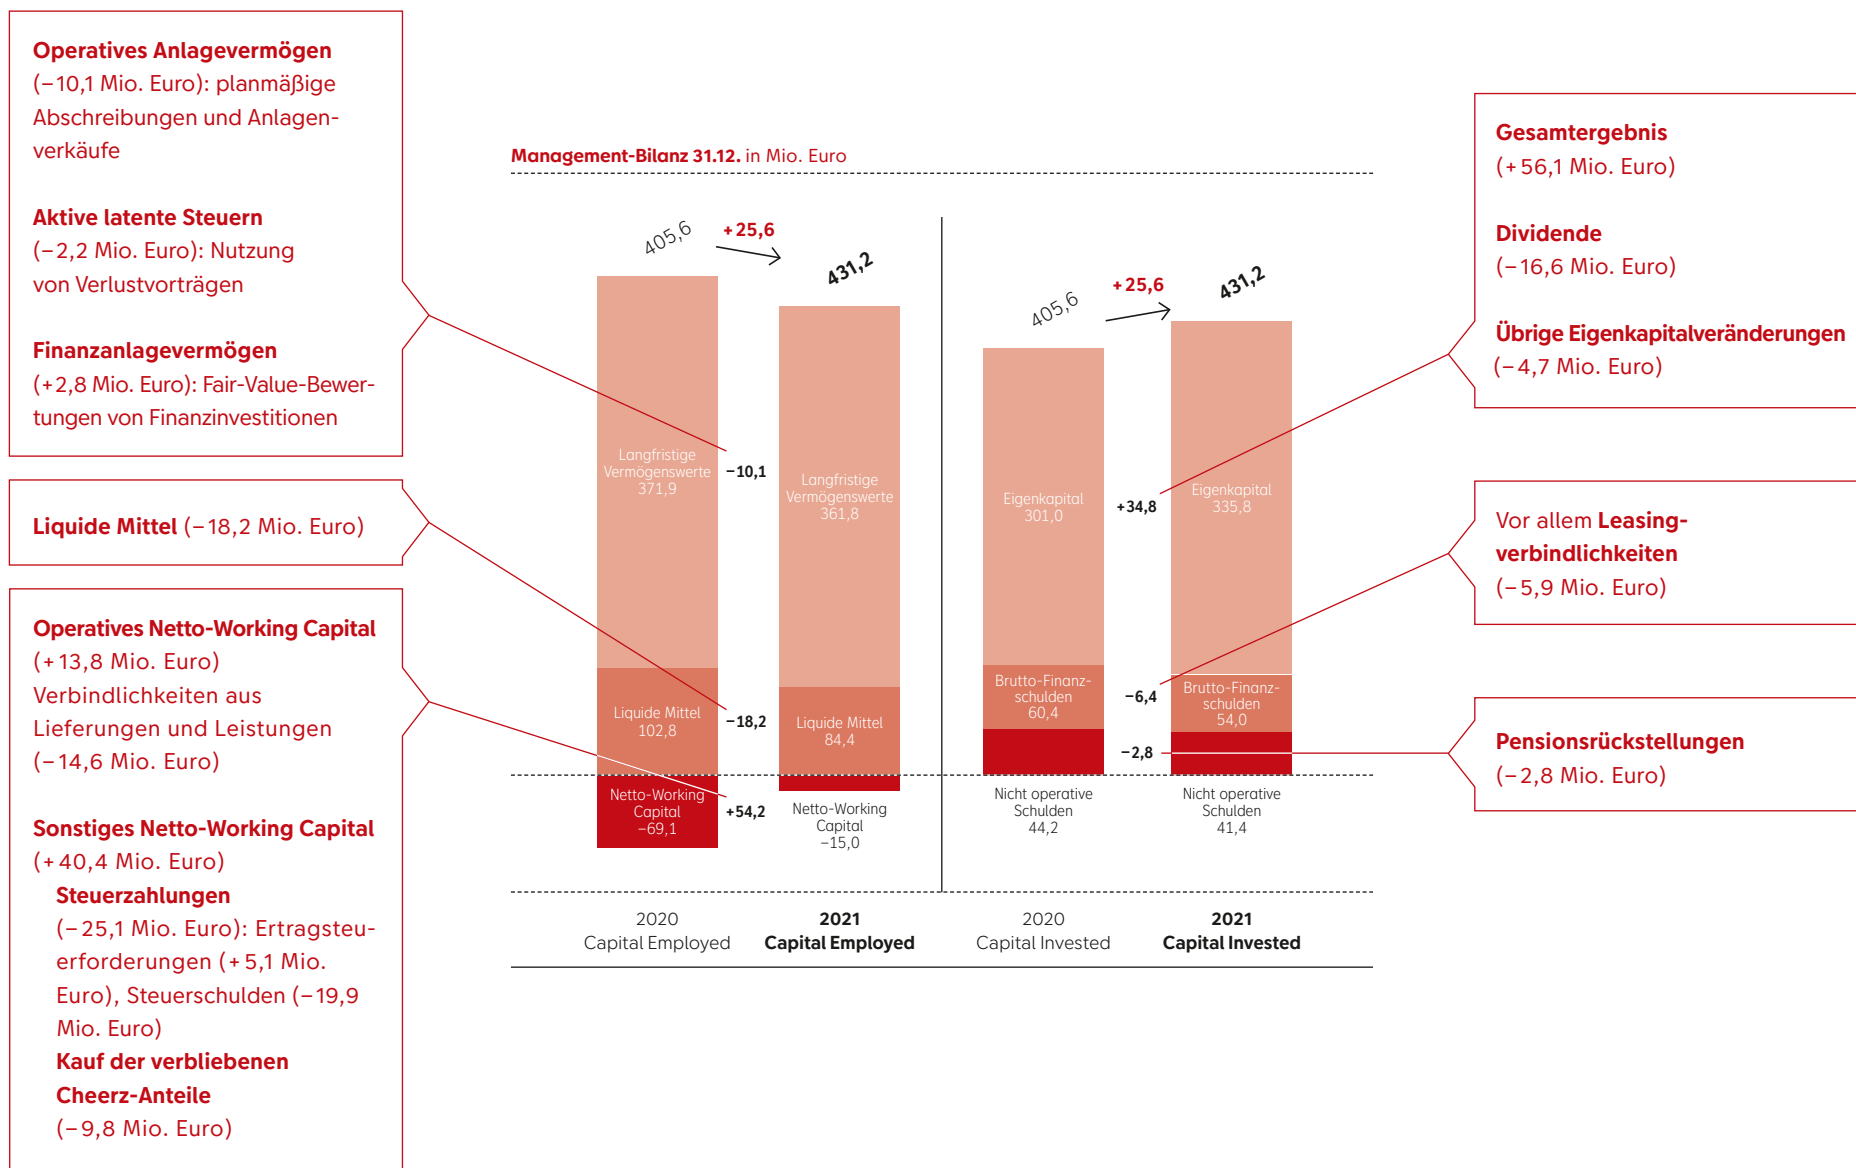 Operatives Anlagevermögen
(–10,1 Mio. Euro): planmäßige
Abschreibungen und Anlagen-
verkäufe
Aktive latente Steuern
(–2,2 Mio. Euro): Nutzung
von Verlustvorträgen
Finanzanlagevermögen
(+2,8 Mio. Euro): Fair-Value-Bewer-
tungen von Finanzinvestitionen
Liquide Mittel (–18,2 Mio. Euro)
Operatives Netto-Working Capital
(+13,8 Mio. Euro)
Verbindlichkeiten aus
Lieferungen und Leistungen
(–14,6 Mio. Euro)
Sonstiges Netto-Working Capital
(+40,4 Mio. Euro)
Steuerzahlungen
(–25,1 Mio. Euro): Ertragsteu-
erforderungen (+5,1 Mio.
Euro), Steuerschulden (–19,9
Mio. Euro)
Kauf der verbliebenen
Cheerz-Anteile
(–9,8 Mio. Euro)
Management-Bilanz 31.12. in Mio. Euro
405,6
+25,6
431,2
Langfristige
Vermögenswerte
371,9
–10,1
Langfristige
Vermögenswerte
361,8
Liquide Mittel
102,8
–18,2
Liquide Mittel
84,4
Netto-Working
Capital
–69,1
+54,2
Netto-Working
Capital
–15,0
2020
Capital Employed
2021
Capital Employed
405,6
+25,6
431,2
Eigenkapital
301,0
+34,8
Eigenkapital
335,8
Brutto-Finanz-
schulden
60,4
–6,4
Brutto-Finanz-
schulden
54,0
–2,8
Nicht operative
Schulden
44,2
Nicht operative
Schulden
41,4
2020
Capital Invested
2021
Capital Invested
Gesamtergebnis
(+56,1 Mio. Euro)
Dividende
(–16,6 Mio. Euro)
Übrige Eigenkapitalveränderungen
(–4,7 Mio. Euro)
Vor allem Leasing-
verbindlichkeiten
(–5,9 Mio. Euro)
Pensionsrückstellungen
(–2,8 Mio. Euro)